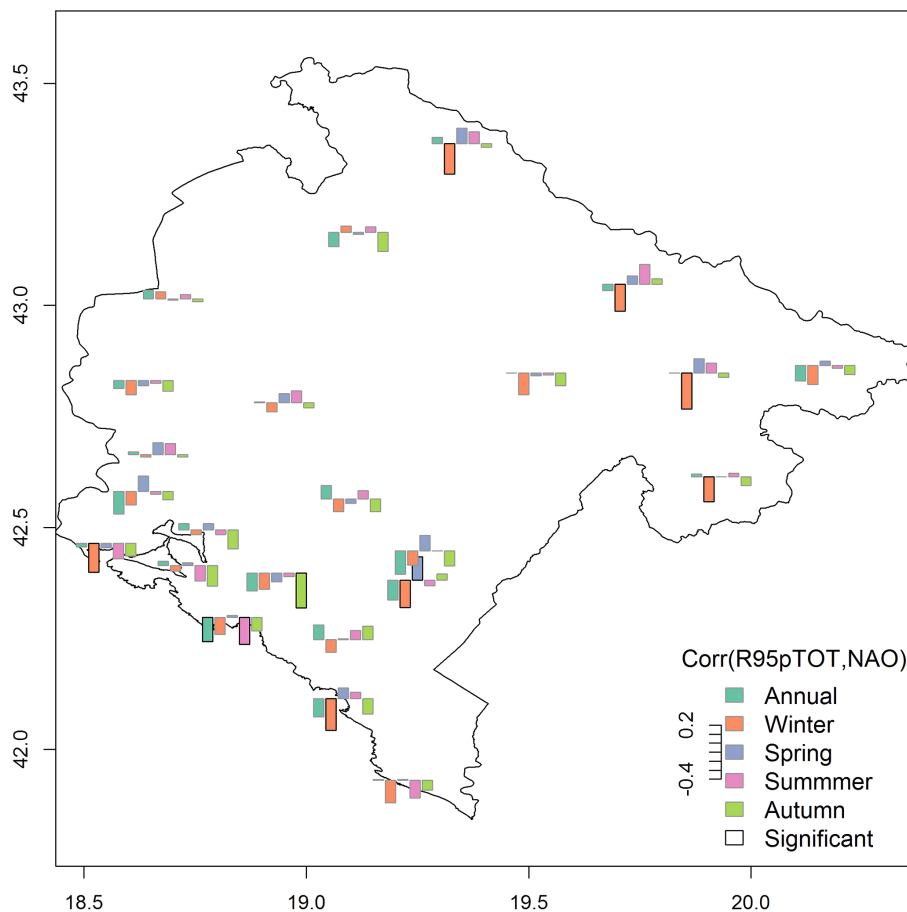 43.5
43.0
42.5
42.0
Corr(R95pTOT,NAO)
Annual
0.2
Winter
Spring
-0.4
Summmer
Autumn
Significant
18.5 19.0 19.5 20.0